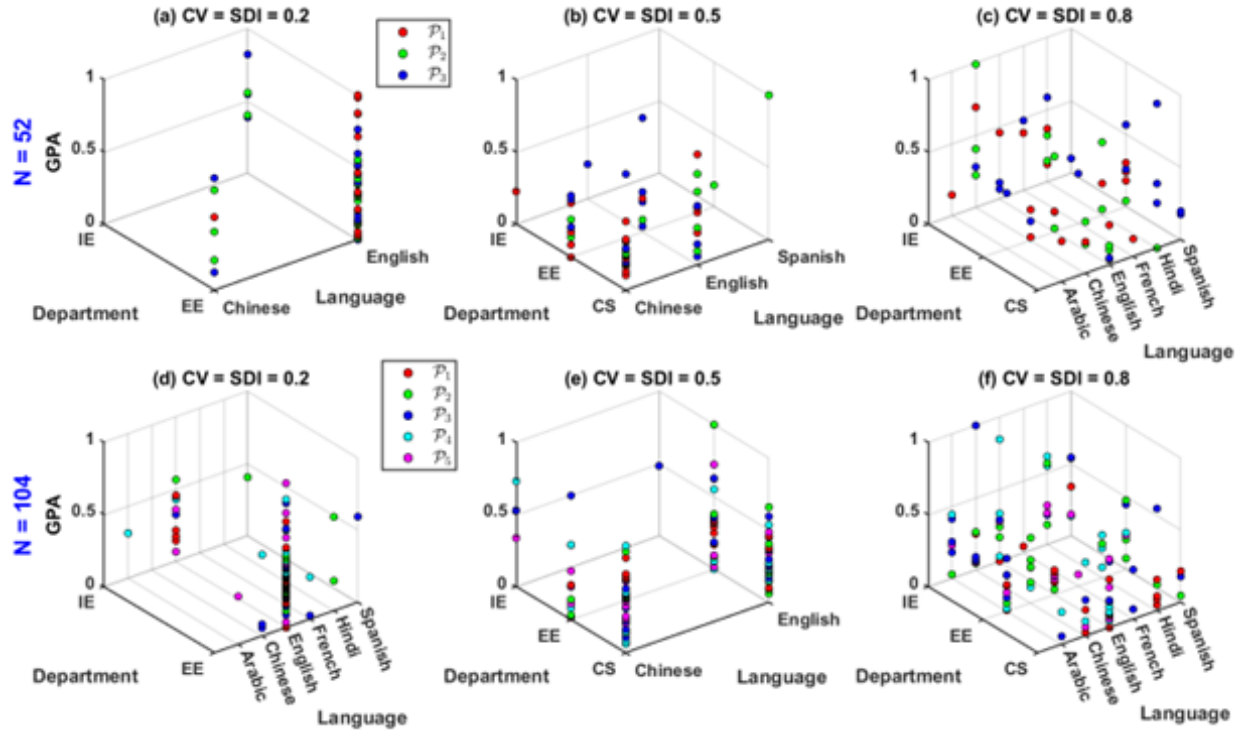 (a) CV = SDI = 0.2
(b) CV = SDI = 0.5
(c) CV = SDI = 0.8
P₁
P₂
P₃
N = 52
GPA
1
0.5
0
IE
EE
Department
Chinese
English
Language
1
0.5
0
IE
EE
CS
Department
Chinese
English
Spanish
Language
1
0.5
0
IE
EE
CS
Department
Arabic
Chinese
English
French
Hindi
Spanish
Language
(d) CV = SDI = 0.2
(e) CV = SDI = 0.5
(f) CV = SDI = 0.8
P₁
P₂
P₃
P₄
P₅
N = 104
GPA
1
0.5
0
IE
EE
Department
Arabic
Chinese
English
French
Hindi
Spanish
Language
1
0.5
0
IE
EE
CS
Department
Chinese
English
Language
1
0.5
0
IE
EE
CS
Department
Arabic
Chinese
English
French
Hindi
Spanish
Language